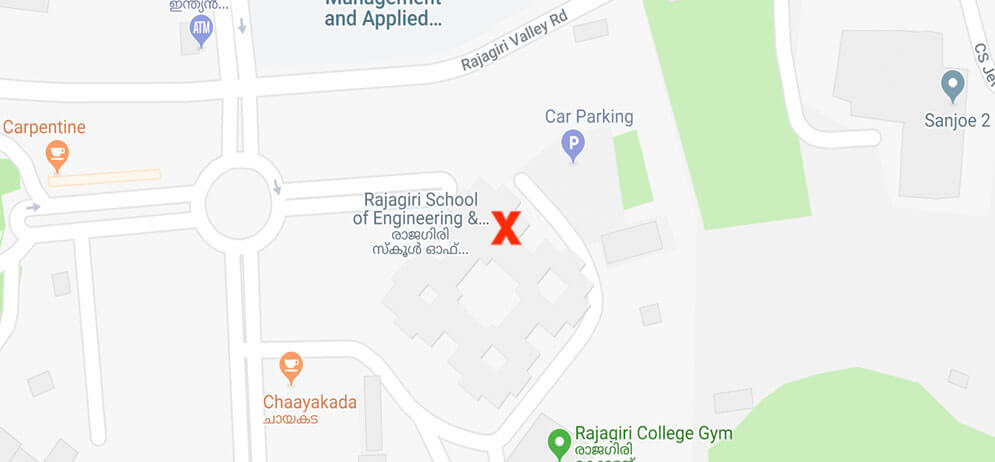 ഇന്ത്യൻ...
ATM
Management
and Applied...
Rajagiri Valley Rd
CS Jew
Sanjoe 2
Carpentine
Car Parking
P
Rajagiri School
of Engineering &...
രാജഗിരി
സ്കൂൾ ഓഫ്...
X
Chaayakada
ചായകട
Rajagiri College Gym
രാജഗിരി